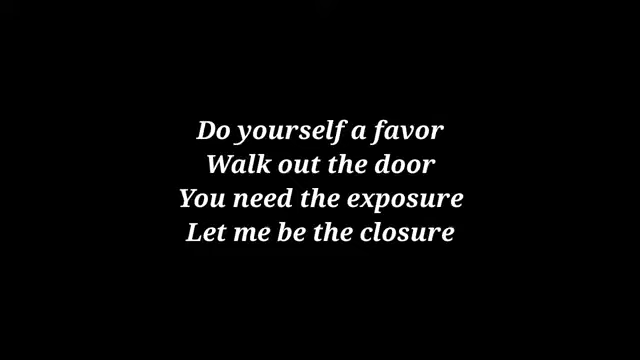 Do yourself a favor
Walk out the door
You need the exposure
Let me be the closure